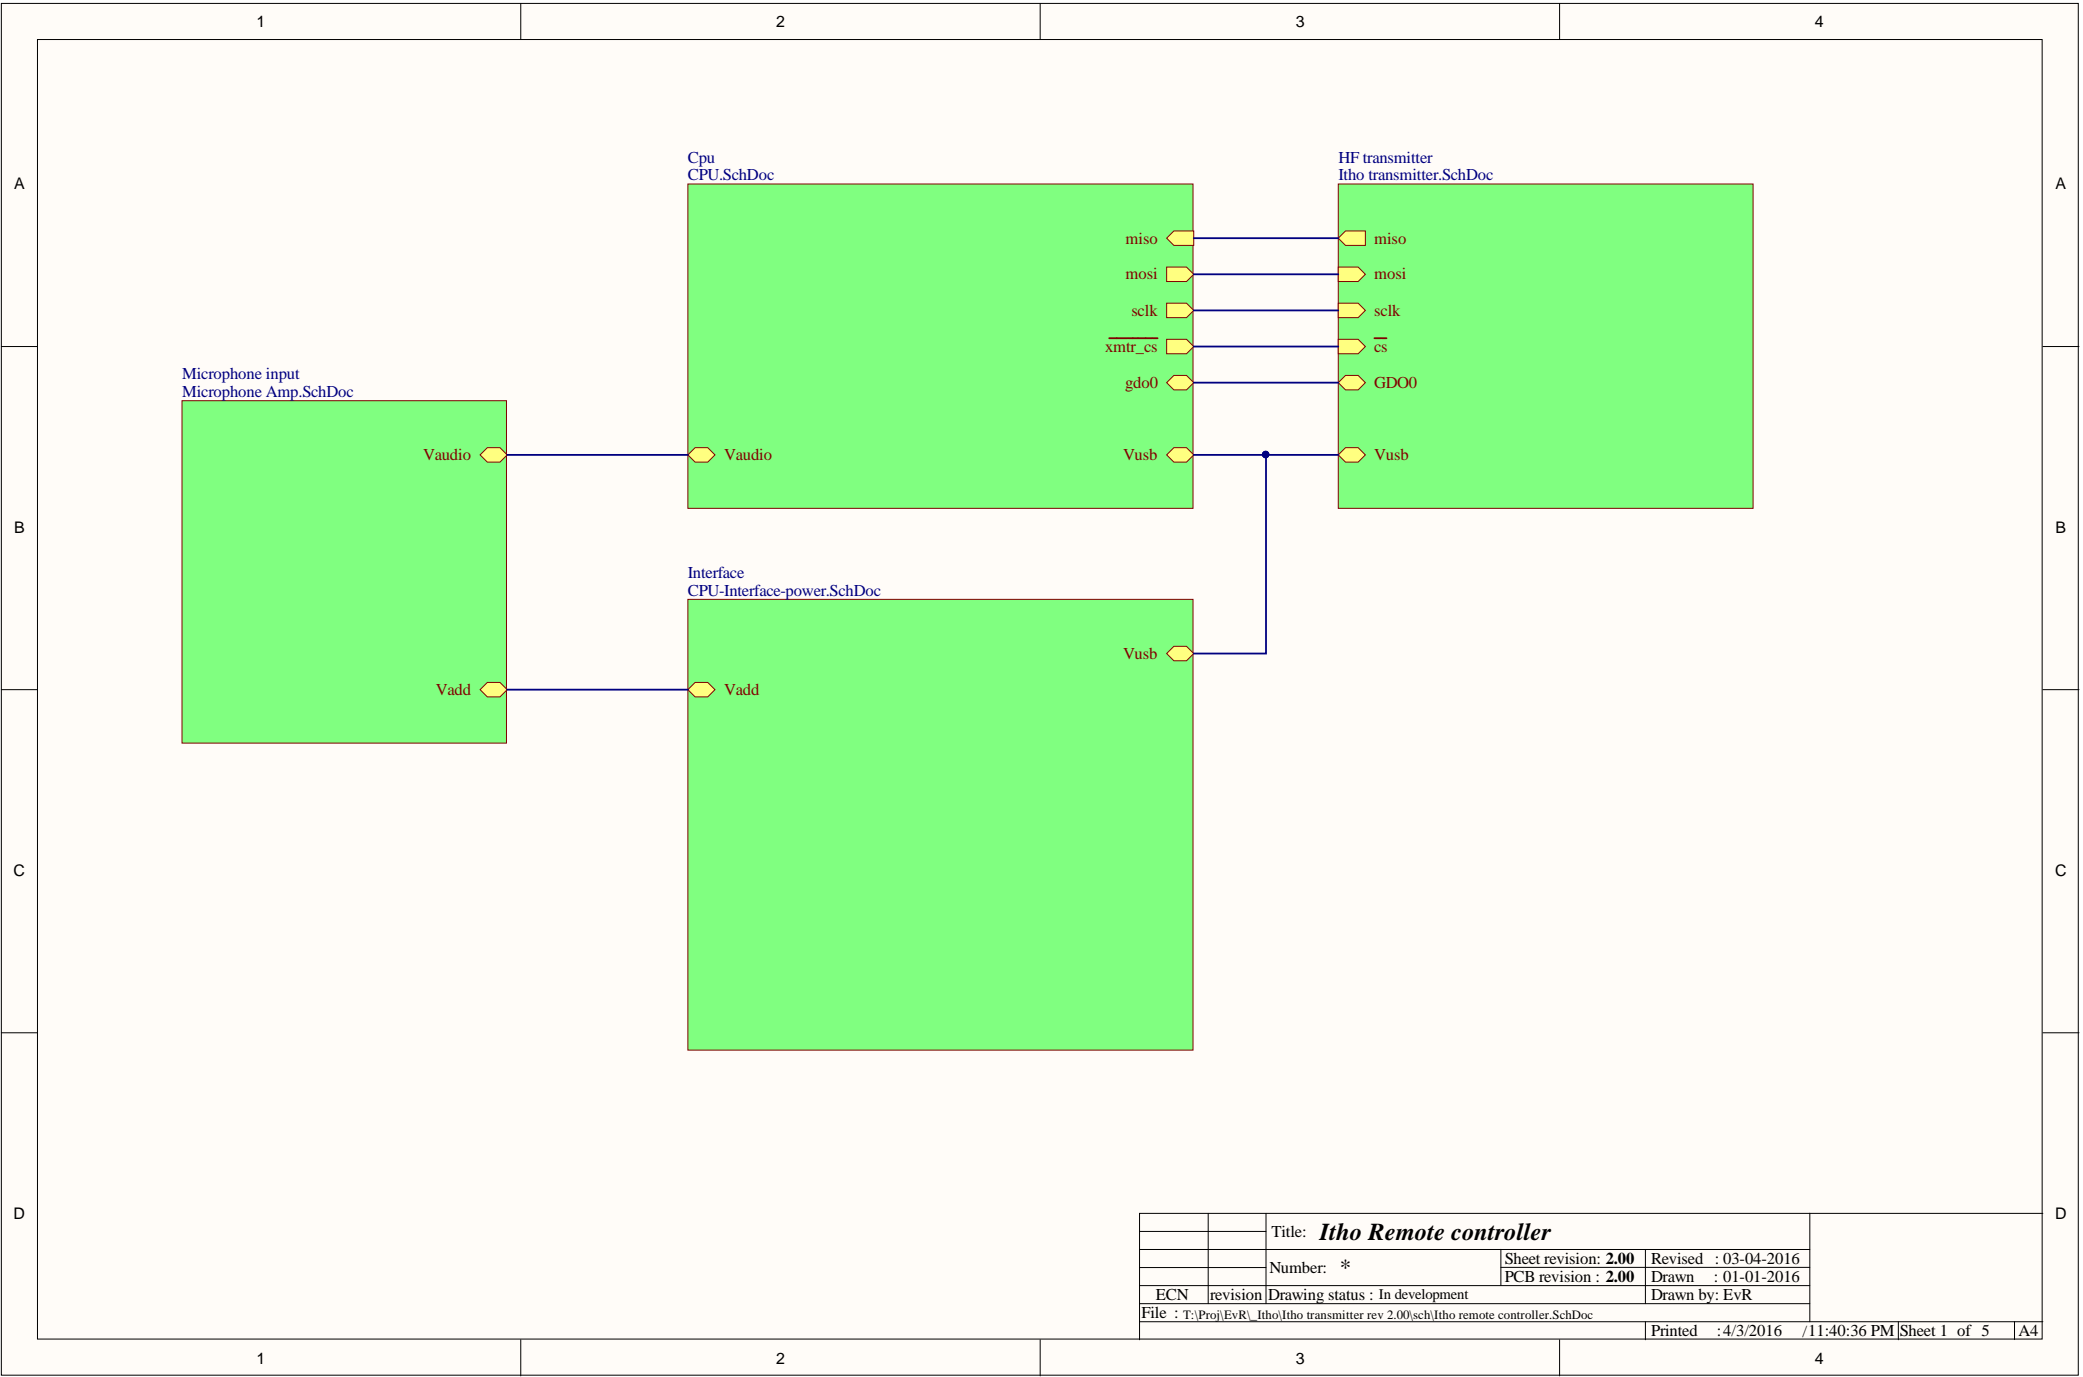 1 2 3 4
A A
B B
C C
D D
Cpu
CPU.SchDoc
miso
mosi
sclk
xmtr_cs
gdo0
Vaudio Vusb
HF transmitter
Itho transmitter.SchDoc
miso
mosi
sclk
cs
GDO0
Vusb
Microphone input
Microphone Amp.SchDoc
Vaudio
Vadd
Interface
CPU-Interface-power.SchDoc
Vusb
Vadd
Title: Itho Remote controller
Number: *
Sheet revision: 2.00 Revised : 03-04-2016
PCB revision : 2.00 Drawn : 01-01-2016
ECN revision Drawing status : In development Drawn by: EvR
File : T:\Proj\EvR\_Itho\Itho transmitter rev 2.00\sch\Itho remote controller.SchDoc
Printed :4/3/2016 /11:40:36 PM Sheet 1 of 5 A4
1 2 3 4